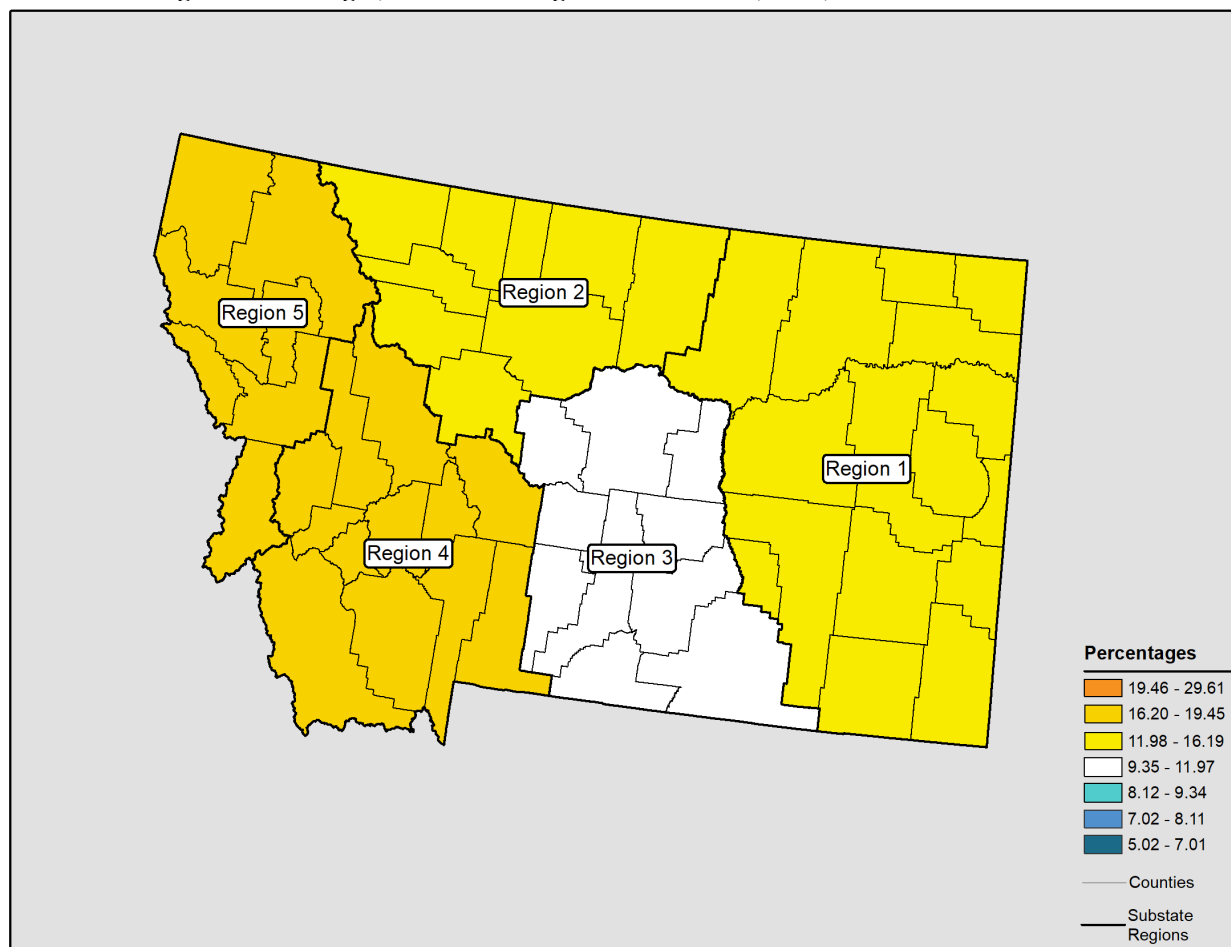 Region 5
Region 2
Region 1
Region 4
Region 3
Percentages
19.46 - 29.61
16.20 - 19.45
11.98 - 16.19
9.35 - 11.97
8.12 - 9.34
7.02 - 8.11
5.02 - 7.01
Counties
Substate
Regions